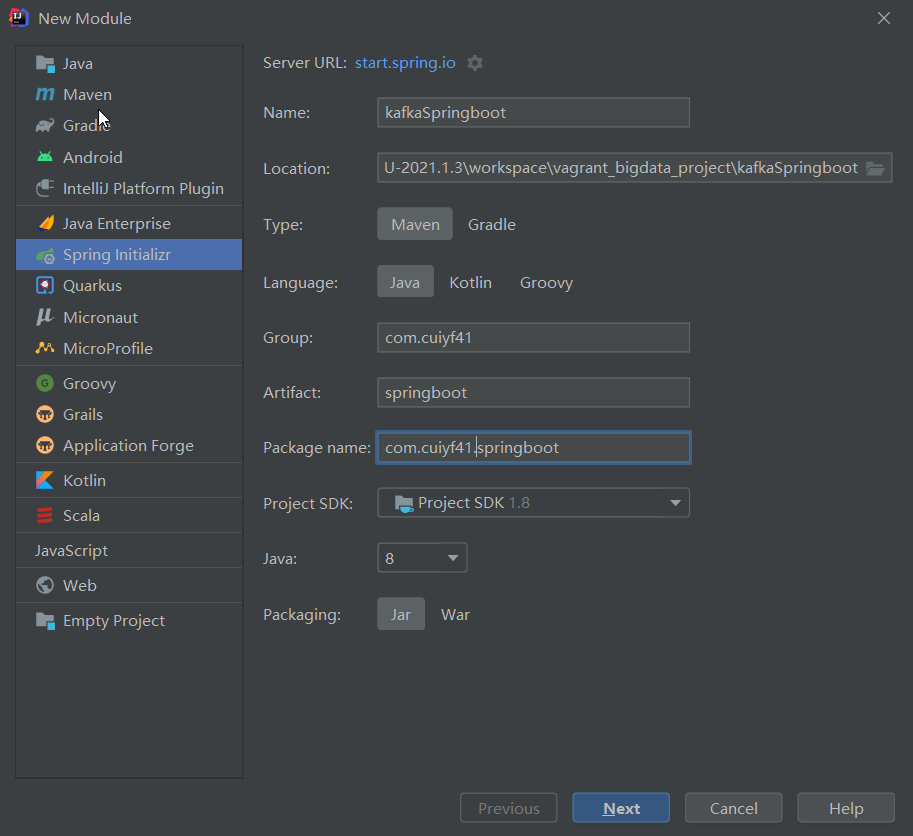 New Module
Java
Maven
Gradle
Android
IntelliJ Platform Plugin
Java Enterprise
Spring Initializr
Quarkus
Micronaut
MicroProfile
Groovy
Grails
Application Forge
Kotlin
Scala
JavaScript
Web
Empty Project
Server URL: start.spring.io
Name: kafkaSpringboot
Location: U-2021.1.3\workspace\vagrant_bigdata_project\kafkaSpringboot
Type: Maven Gradle
Language: Java Kotlin Groovy
Group: com.cuiyf41
Artifact: springboot
Package name: com.cuiyf41.springboot
Project SDK: Project SDK 1.8
Java: 8
Packaging: Jar War
Previous Next Cancel Help